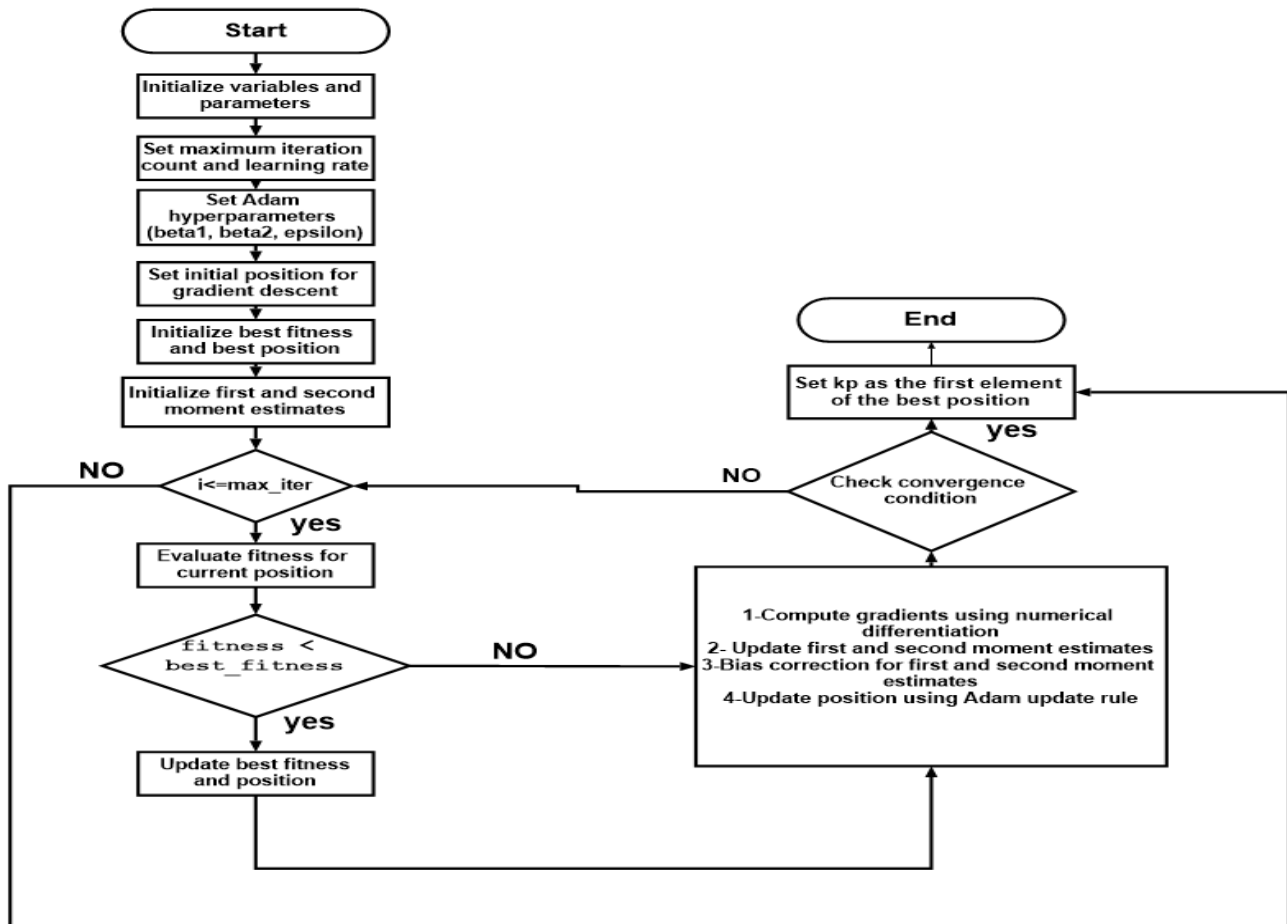 Start
Initialize variables and
parameters
Set maximum iteration
count and learning rate
Set Adam
hyperparameters
(beta1, beta2, epsilon)
Set initial position for
gradient descent
Initialize best fitness
and best position
Initialize first and second
moment estimates
NO
i<=max_iter
yes
Evaluate fitness for
current position
fitness <
best_fitness
NO
yes
Update best fitness
and position
1-Compute gradients using numerical
differentiation
2- Update first and second moment estimates
3-Bias correction for first and second moment
estimates
4-Update position using Adam update rule
Check convergence
condition
NO
yes
Set kp as the first element
of the best position
End